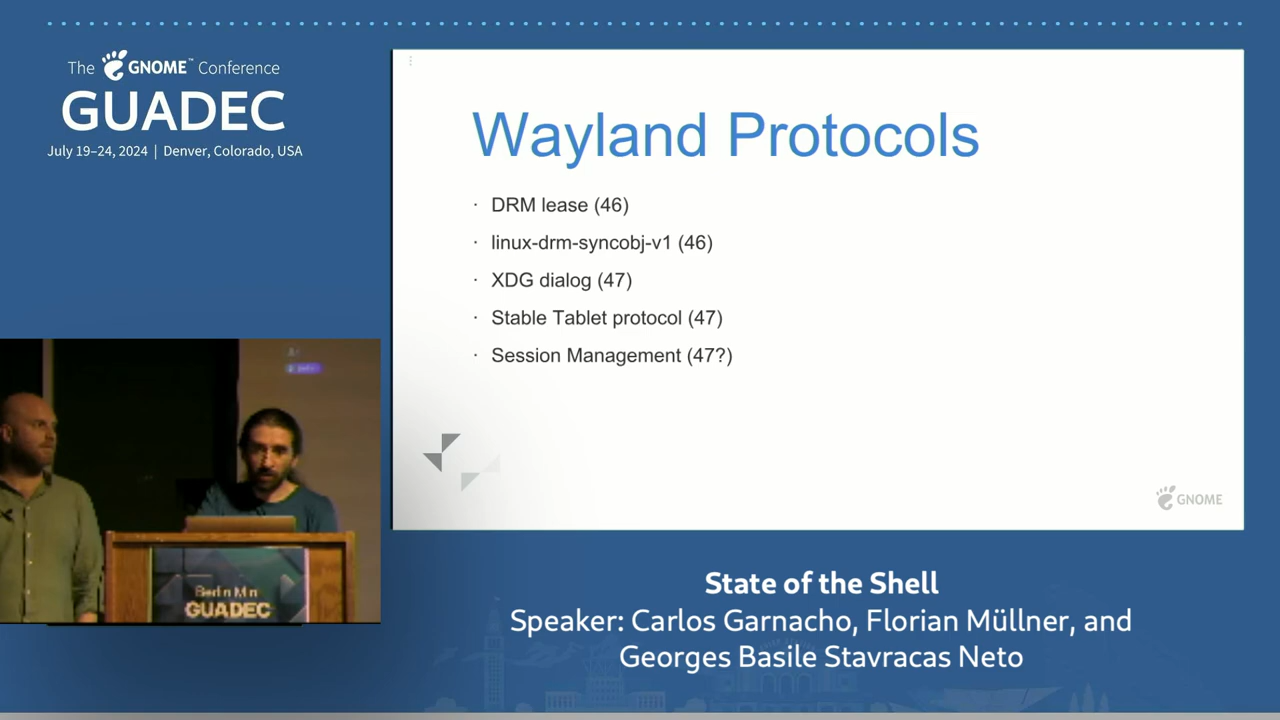 The GNOME™ Conference
GUADEC
July 19–24, 2024 | Denver, Colorado, USA
Wayland Protocols
· DRM lease (46)
· linux-drm-syncobj-v1 (46)
· XDG dialog (47)
· Stable Tablet protocol (47)
· Session Management (47?)
GNOME
GUADEC
State of the Shell
Speaker: Carlos Garnacho, Florian Müllner, and
Georges Basile Stavracas Neto